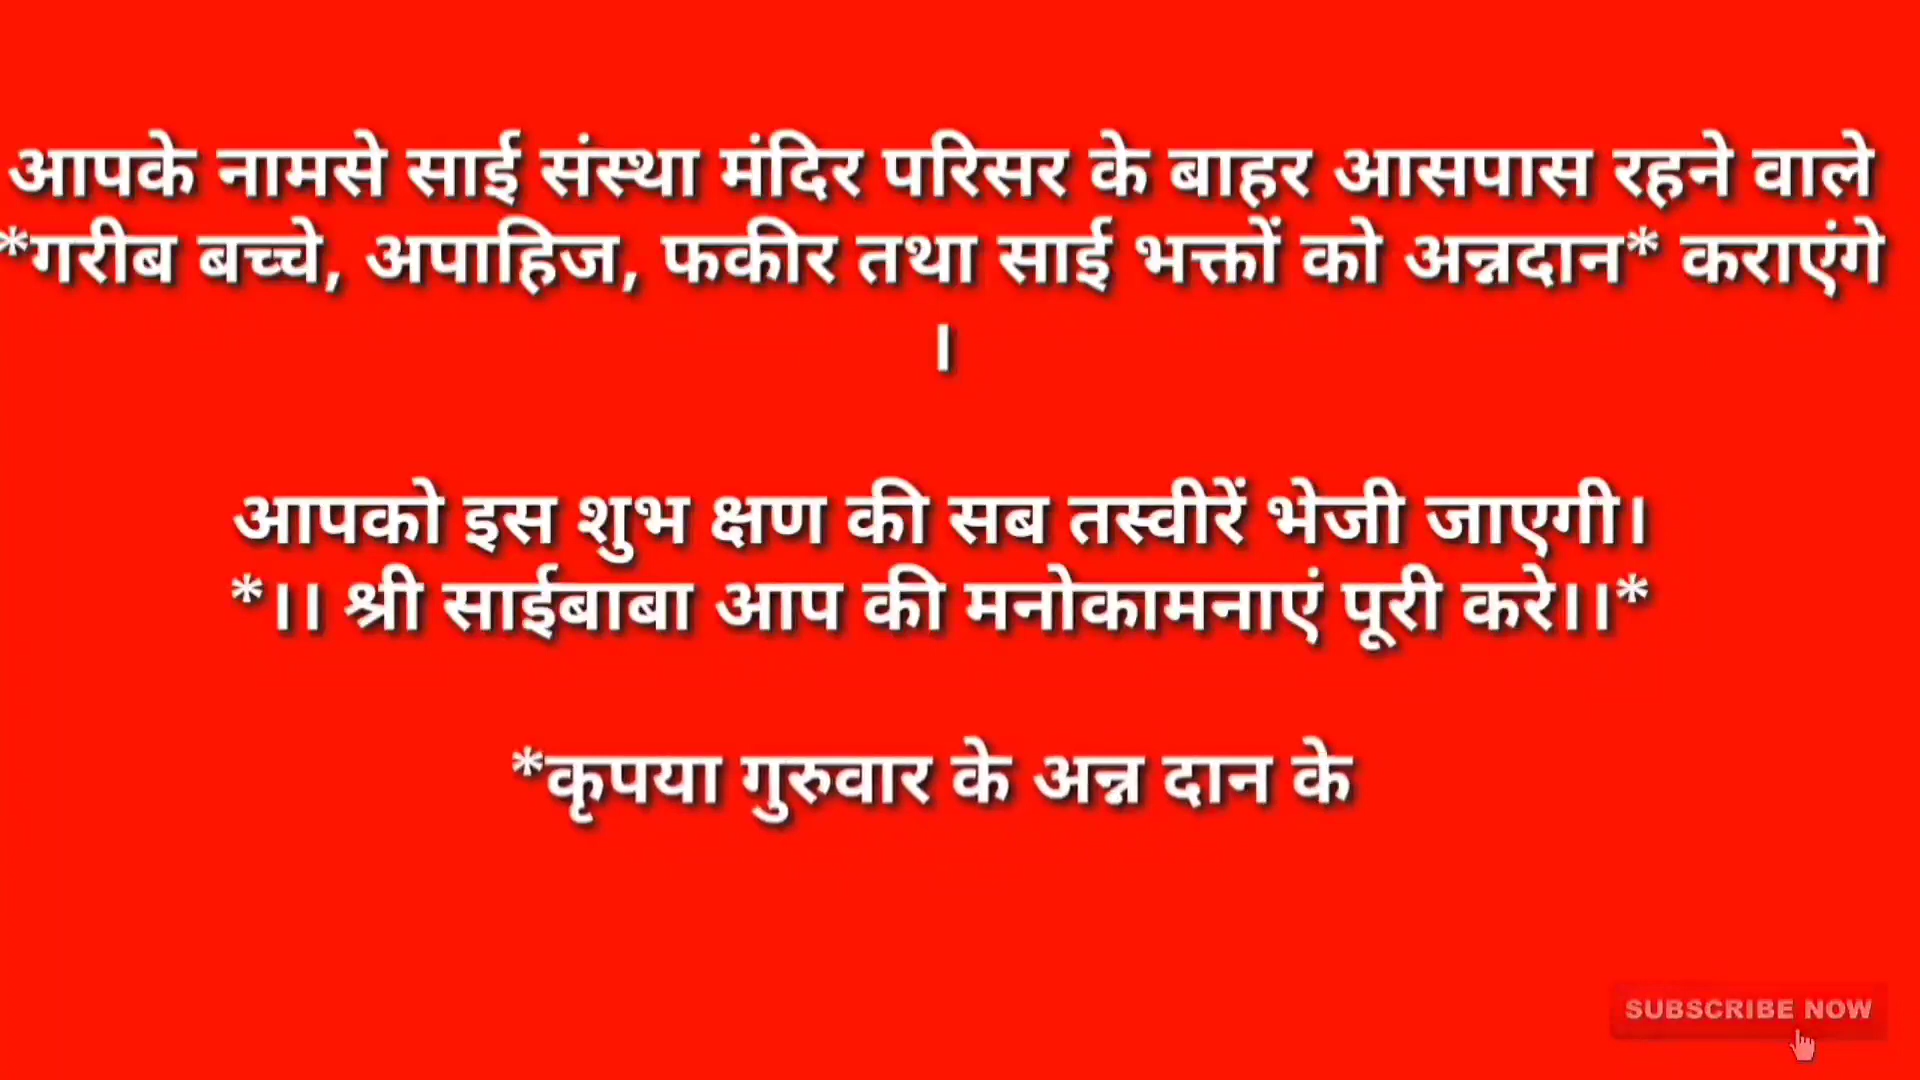 आपके नामसे साई संस्था मंदिर परिसर के बाहर आसपास रहने वाले
*गरीब बच्चे, अपाहिज, फकीर तथा साई भक्तों को अन्नदान* कराएंगे
।
आपको इस शुभ क्षण की सब तस्वीरें भेजी जाएगी।
*।। श्री साईबाबा आप की मनोकामनाएं पूरी करे।।*
*कृपया गुरुवार के अन्न दान के
SUBSCRIBE NOW